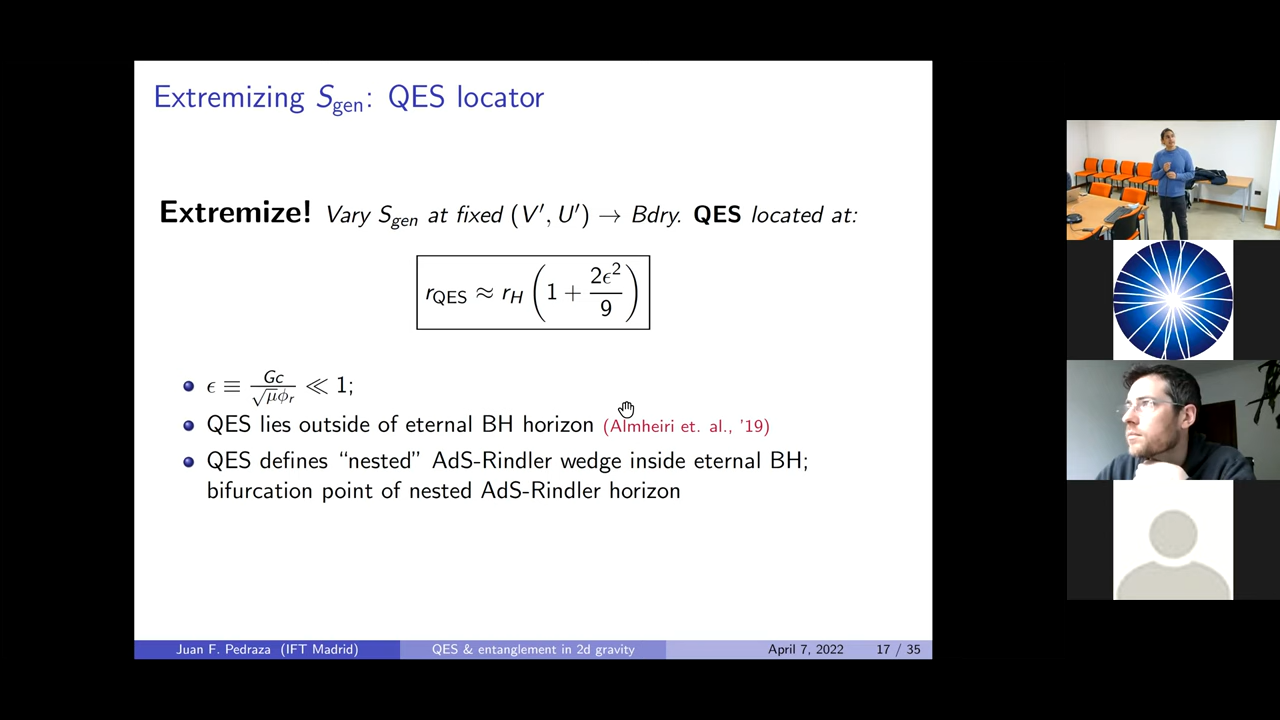 Extremizing S_gen: QES locator
Extremize! Vary S_gen at fixed (V′, U′) → Bdry. QES located at:
r_QES ≈ r_H (1 + 2ϵ²/9)
ϵ ≡ Gc/√μϕ_r ≪ 1;
QES lies outside of eternal BH horizon (Almheiri et. al., '19)
QES defines “nested” AdS-Rindler wedge inside eternal BH;
bifurcation point of nested AdS-Rindler horizon
Juan F. Pedraza (IFT Madrid) QES & entanglement in 2d gravity April 7, 2022 17 / 35